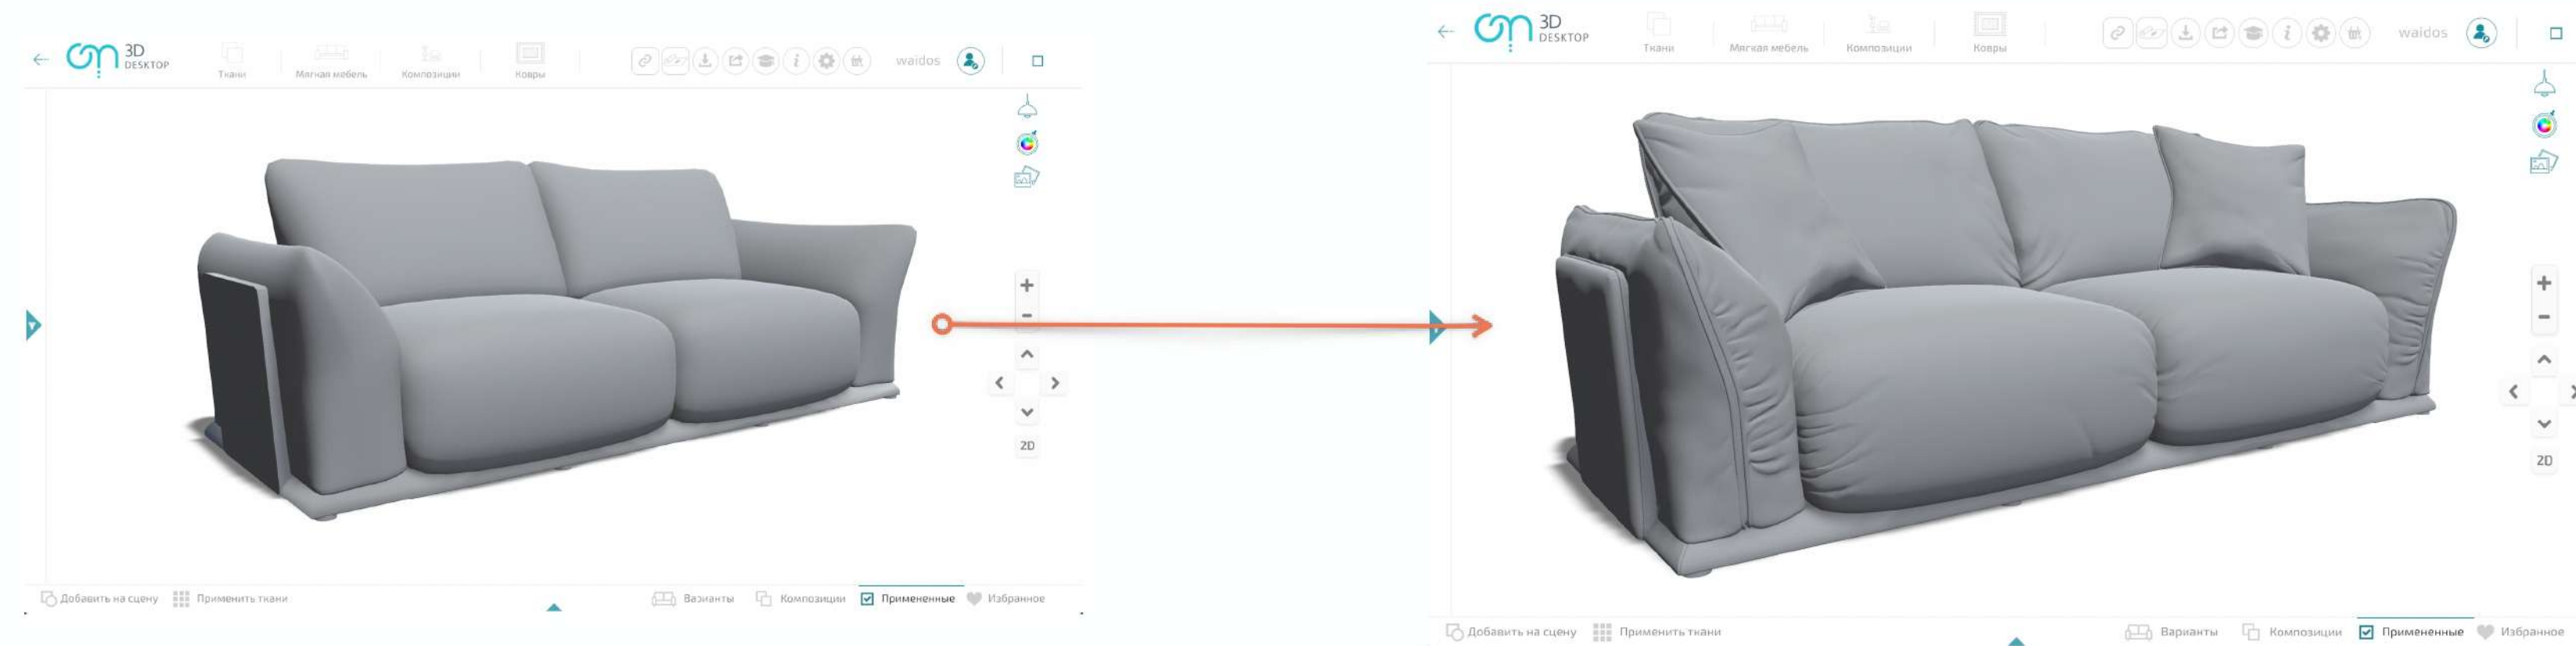 3D
DESKTOP
Ткани
Мягкая мебель
Композиции
Ковры
waidos
2D
Добавить на сцену
Применить ткани
Варианты
Композиции
Примененные
Избранное
3D
DESKTOP
Ткани
Мягкая мебель
Композиции
Ковры
waidos
2D
Добавить на сцену
Применить ткани
Варианты
Композиции
Примененные
Избранное